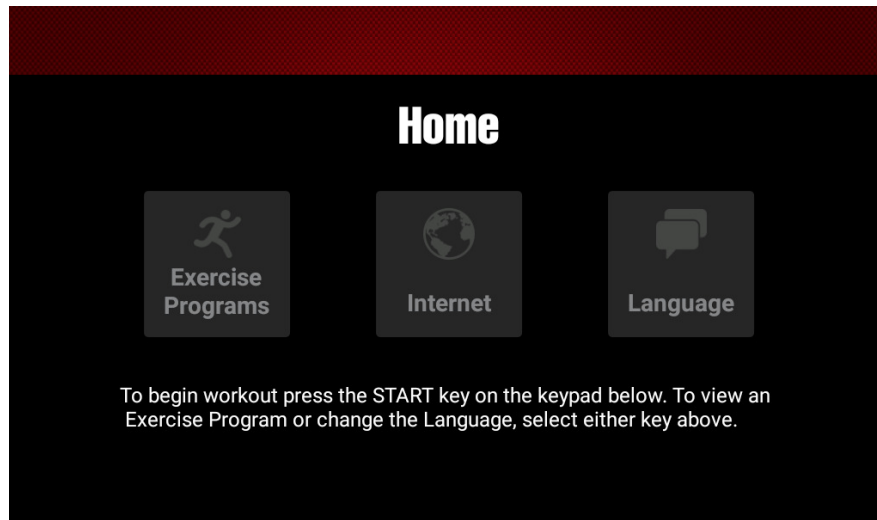 Home
Exercise
Programs
Internet
Language
To begin workout press the START key on the keypad below. To view an
Exercise Program or change the Language, select either key above.